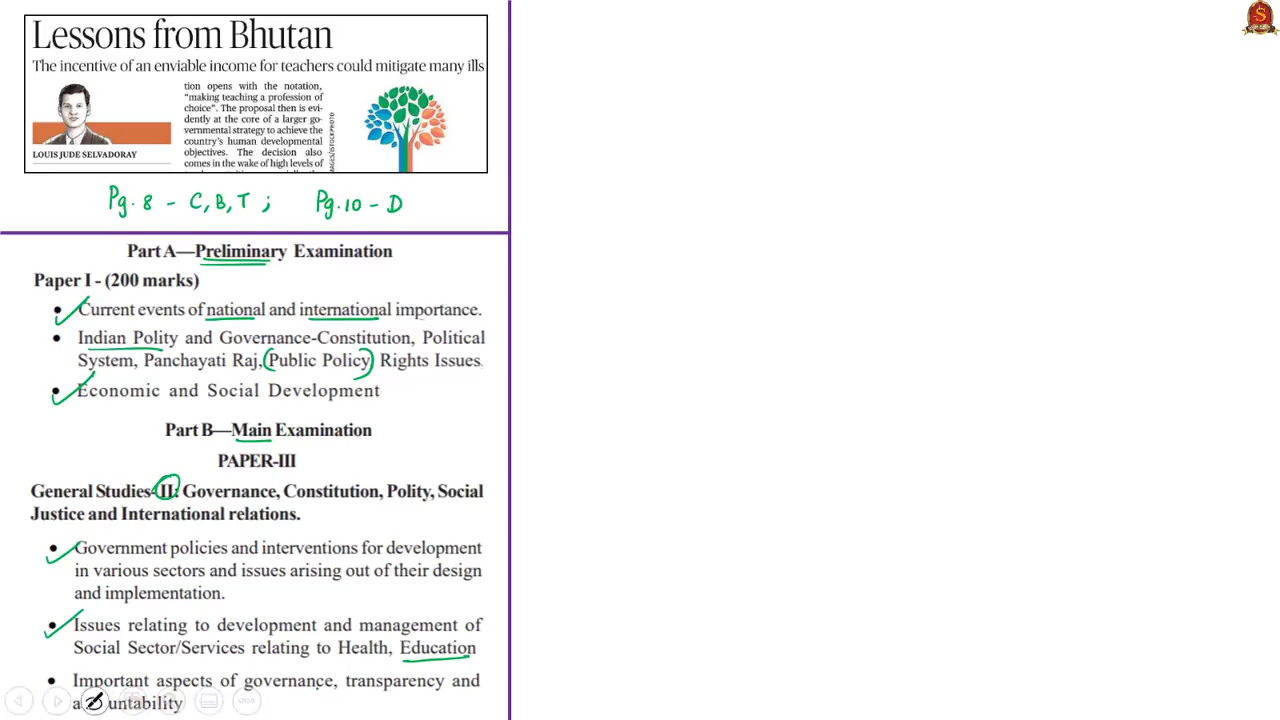 Lessons from Bhutan
The incentive of an enviable income for teachers could mitigate many ills
tion opens with the notation,
"making teaching a profession of
choice". The proposal then is evi-
dently at the core of a larger go-
vernmental strategy to achieve the
country's human developmental
objectives. The decision also
comes in the wake of high levels of
LOUIS JUDE SELVADORAY
Pg. 8 - C, B, T ; Pg. 10 - D
Part A—Preliminary Examination
Paper I - (200 marks)
• Current events of national and international importance.
• Indian Polity and Governance-Constitution, Political
System, Panchayati Raj, (Public Policy) Rights Issues
• Economic and Social Development
Part B—Main Examination
PAPER-III
General Studies-II: Governance, Constitution, Polity, Social
Justice and International relations.
• Government policies and interventions for development
in various sectors and issues arising out of their design
and implementation.
• Issues relating to development and management of
Social Sector/Services relating to Health, Education
• Important aspects of governance, transparency and